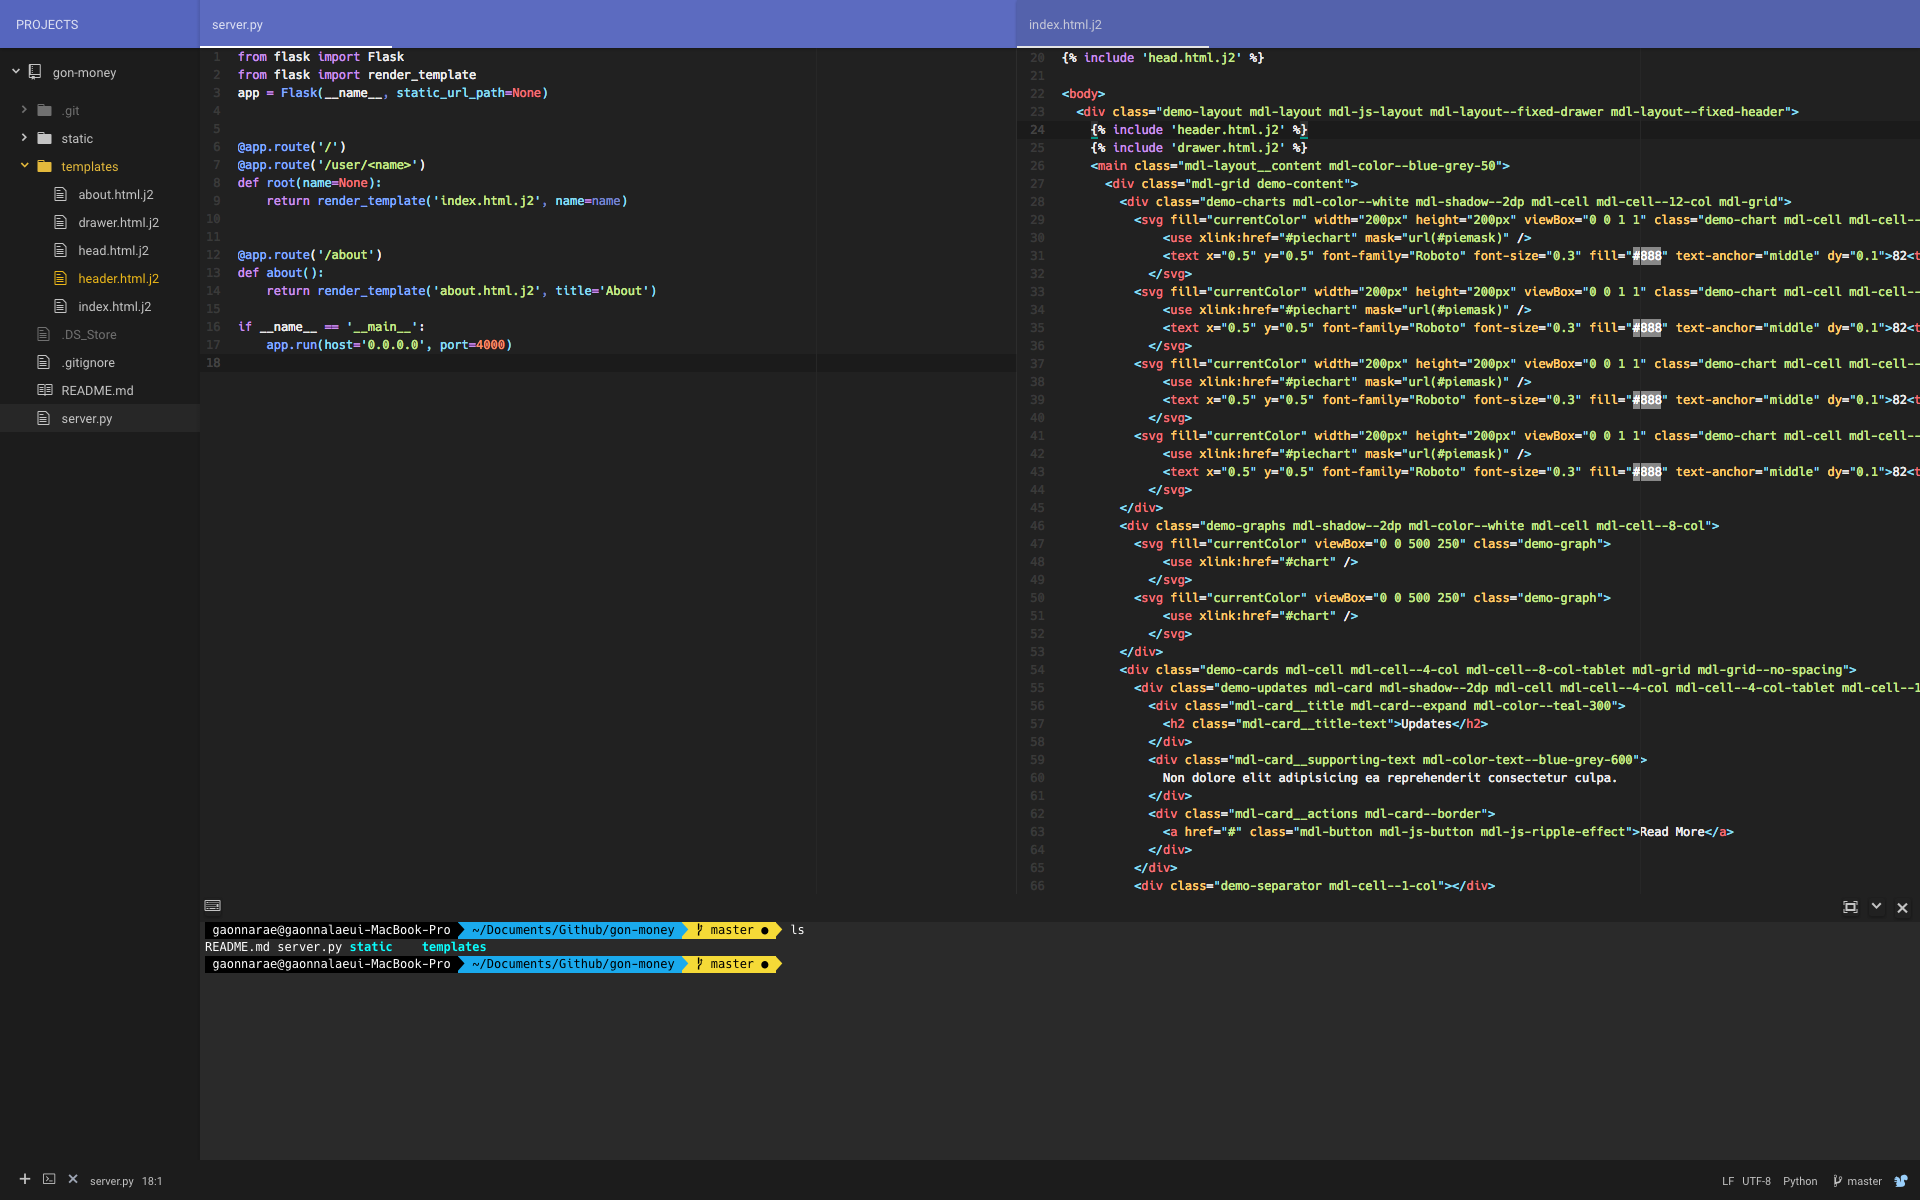 PROJECTS
gon-money
.git
static
templates
about.html.j2
drawer.html.j2
head.html.j2
header.html.j2
index.html.j2
.DS_Store
.gitignore
README.md
server.py
server.py
1 from flask import Flask
2 from flask import render_template
3 app = Flask(__name__, static_url_path=None)
4
5
6 @app.route('/')
7 @app.route('/user/<name>')
8 def root(name=None):
9     return render_template('index.html.j2', name=name)
10
11
12 @app.route('/about')
13 def about():
14     return render_template('about.html.j2', title='About')
15
16 if __name__ == '__main__':
17     app.run(host='0.0.0.0', port=4000)
18
index.html.j2
20 {% include 'head.html.j2' %}
21
22 <body>
23   <div class="demo-layout mdl-layout mdl-js-layout mdl-layout--fixed-drawer mdl-layout--fixed-header">
24     {% include 'header.html.j2' %}
25     {% include 'drawer.html.j2' %}
26     <main class="mdl-layout__content mdl-color--blue-grey-50">
27       <div class="mdl-grid demo-content">
28         <div class="demo-charts mdl-color--white mdl-shadow--2dp mdl-cell mdl-cell--12-col mdl-grid">
29           <svg fill="currentColor" width="200px" height="200px" viewBox="0 0 1 1" class="demo-chart mdl-cell mdl-cell--
30               <use xlink:href="#piechart" mask="url(#piemask)" />
31               <text x="0.5" y="0.5" font-family="Roboto" font-size="0.3" fill="#888" text-anchor="middle" dy="0.1">82<t
32             </svg>
33           <svg fill="currentColor" width="200px" height="200px" viewBox="0 0 1 1" class="demo-chart mdl-cell mdl-cell--
34               <use xlink:href="#piechart" mask="url(#piemask)" />
35               <text x="0.5" y="0.5" font-family="Roboto" font-size="0.3" fill="#888" text-anchor="middle" dy="0.1">82<t
36             </svg>
37           <svg fill="currentColor" width="200px" height="200px" viewBox="0 0 1 1" class="demo-chart mdl-cell mdl-cell--
38               <use xlink:href="#piechart" mask="url(#piemask)" />
39               <text x="0.5" y="0.5" font-family="Roboto" font-size="0.3" fill="#888" text-anchor="middle" dy="0.1">82<t
40             </svg>
41           <svg fill="currentColor" width="200px" height="200px" viewBox="0 0 1 1" class="demo-chart mdl-cell mdl-cell--
42               <use xlink:href="#piechart" mask="url(#piemask)" />
43               <text x="0.5" y="0.5" font-family="Roboto" font-size="0.3" fill="#888" text-anchor="middle" dy="0.1">82<t
44             </svg>
45         </div>
46         <div class="demo-graphs mdl-shadow--2dp mdl-color--white mdl-cell mdl-cell--8-col">
47           <svg fill="currentColor" viewBox="0 0 500 250" class="demo-graph">
48               <use xlink:href="#chart" />
49             </svg>
50           <svg fill="currentColor" viewBox="0 0 500 250" class="demo-graph">
51               <use xlink:href="#chart" />
52             </svg>
53         </div>
54         <div class="demo-cards mdl-cell mdl-cell--4-col mdl-cell--8-col-tablet mdl-grid mdl-grid--no-spacing">
55           <div class="demo-updates mdl-card mdl-shadow--2dp mdl-cell mdl-cell--4-col mdl-cell--4-col-tablet mdl-cell--1
56             <div class="mdl-card__title mdl-card--expand mdl-color--teal-300">
57               <h2 class="mdl-card__title-text">Updates</h2>
58             </div>
59             <div class="mdl-card__supporting-text mdl-color-text--blue-grey-600">
60               Non dolore elit adipisicing ea reprehenderit consectetur culpa.
61             </div>
62             <div class="mdl-card__actions mdl-card--border">
63               <a href="#" class="mdl-button mdl-js-button mdl-js-ripple-effect">Read More</a>
64             </div>
65           </div>
66           <div class="demo-separator mdl-cell--1-col"></div>
gaonnarae@gaonnalaeui-MacBook-Pro ~/Documents/Github/gon-money master ● ls
README.md server.py static    templates
gaonnarae@gaonnalaeui-MacBook-Pro ~/Documents/Github/gon-money master ●
server.py 18:1
LF UTF-8 Python master